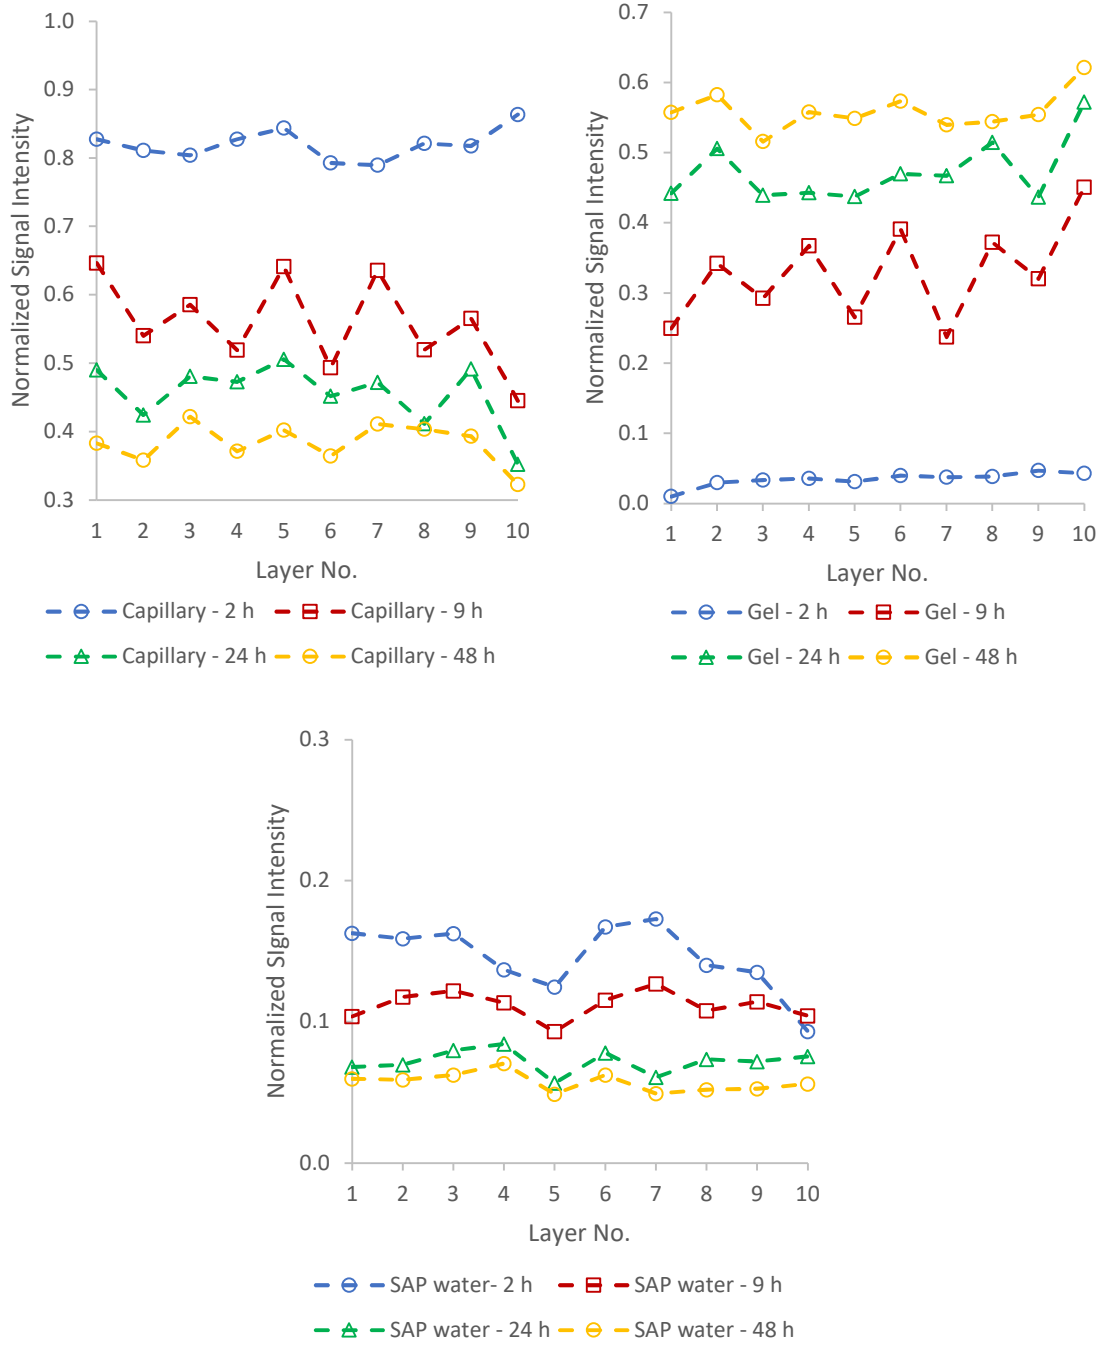 1.0
0.9
0.8
0.7
0.6
0.5
0.4
0.3
Normalized Signal Intensity
1 2 3 4 5 6 7 8 9 10
Layer No.
Capillary - 2 h Capillary - 9 h
Capillary - 24 h Capillary - 48 h
0.7
0.6
0.5
0.4
0.3
0.2
0.1
0.0
Normalized Signal Intensity
1 2 3 4 5 6 7 8 9 10
Layer No.
Gel - 2 h Gel - 9 h
Gel - 24 h Gel - 48 h
0.3
0.2
0.1
0.0
Normalized SIgnal Intensity
1 2 3 4 5 6 7 8 9 10
Layer No.
SAP water- 2 h SAP water - 9 h
SAP water - 24 h SAP water - 48 h